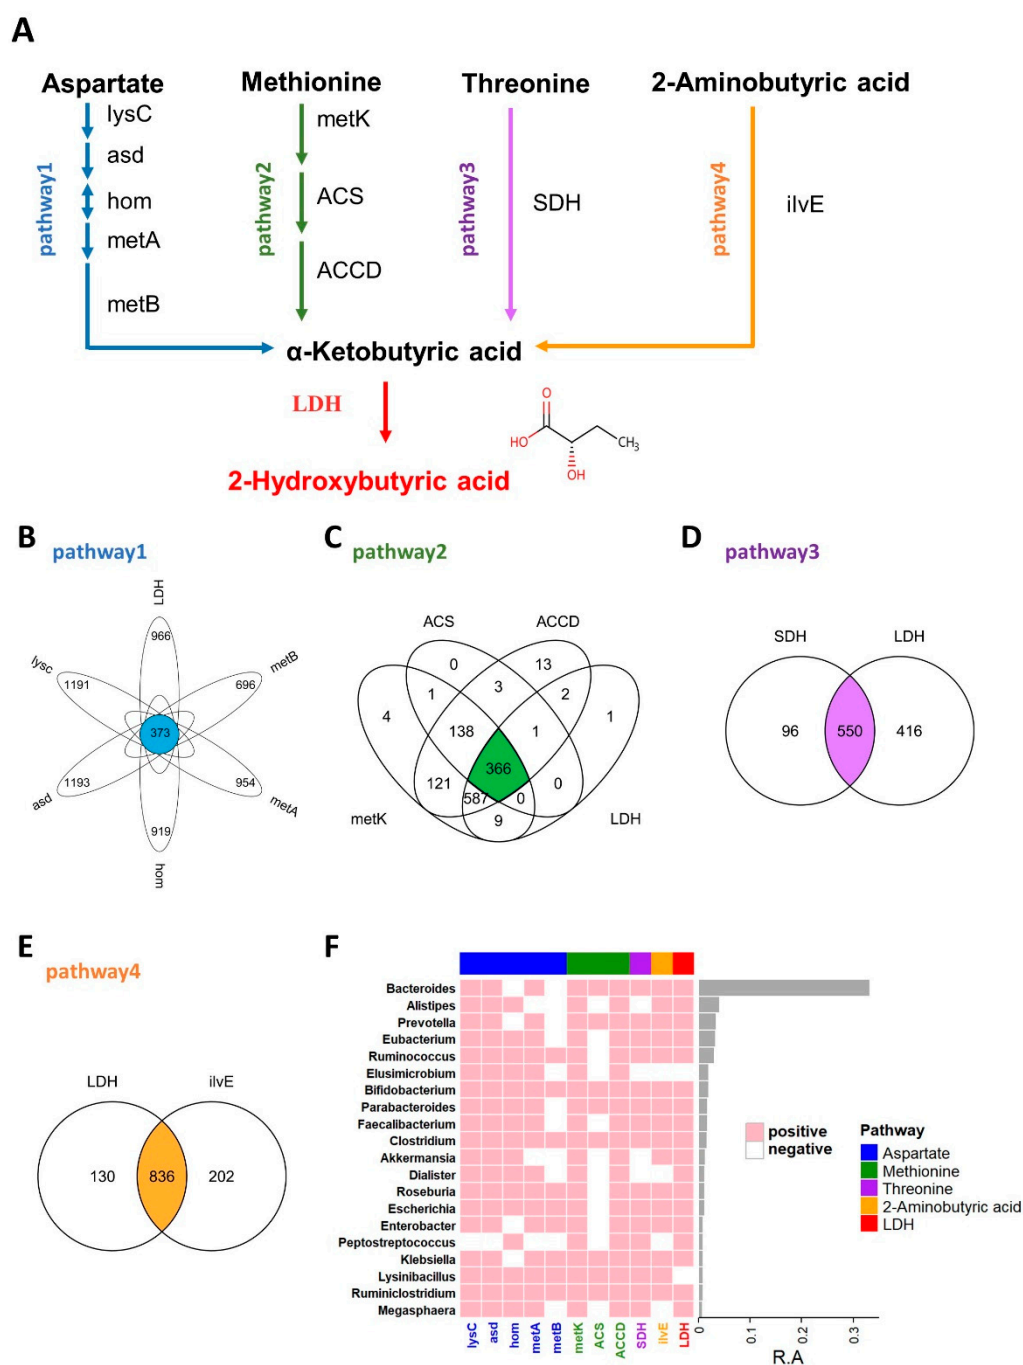 A
Aspartate Methionine Threonine 2-Aminobutyric acid
pathway1 lysC asd hom metA metB
pathway2 metK ACS ACCD
pathway3 SDH
pathway4 ilvE
α-Ketobutyric acid
LDH
O HO OH CH3
2-Hydroxybutyric acid
B pathway1
LDH
966
lysc
1191
metB
696
373
asd
1193
metA
954
919
hom
C pathway2
ACS ACCD
0 13
4 1 3 2 1
138 1
366
121 587 0 0
9
metK LDH
D pathway3
SDH LDH
96 550 416
E pathway4
LDH ilvE
130 836 202
F
Bacteroides
Alistipes
Prevotella
Eubacterium
Ruminococcus
Elusimicrobium
Bifidobacterium
Parabacteroides
Faecalibacterium
Clostridium
Akkermansia
Dialister
Roseburia
Escherichia
Enterobacter
Peptostreptococcus
Klebsiella
Lysinibacillus
Ruminiclostridium
Megasphaera
lysC asd hom metA metB metK ACS ACCD SDH ilvE LDH
0 0.1 0.2 0.3
R.A
positive
negative
Pathway
Aspartate
Methionine
Threonine
2-Aminobutyric acid
LDH